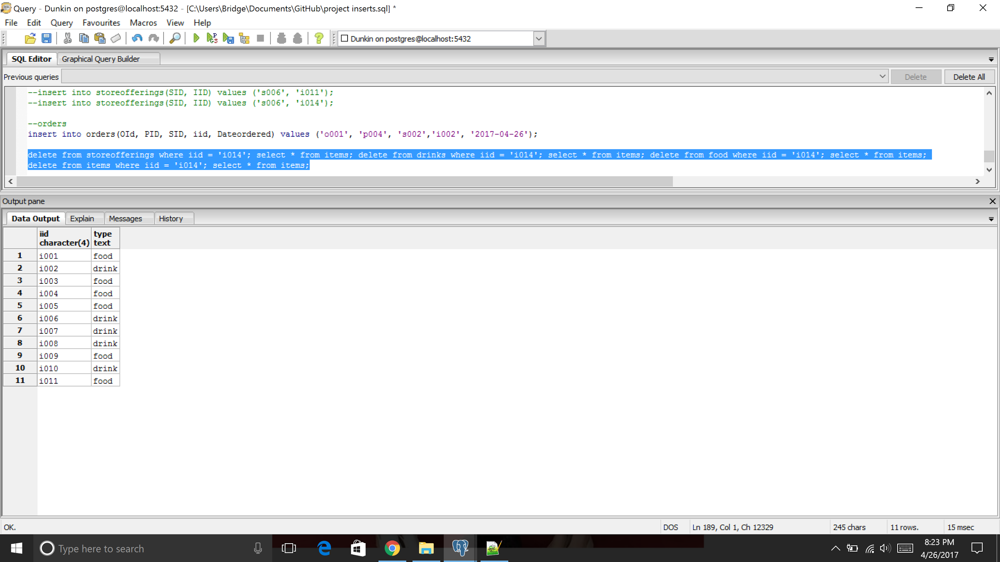 Query - Dunkin on postgres@localhost:5432 - [C:\Users\Bridge\Documents\GitHub\project inserts.sql] *
File Edit Query Favourites Macros View Help
Dunkin on postgres@localhost:5432
SQL Editor Graphical Query Builder
Previous queries Delete Delete All
--insert into storeofferings(SID, IID) values ('s006', 'i011');
--insert into storeofferings(SID, IID) values ('s006', 'i014');
--orders
insert into orders(OId, PID, SID, iid, Dateordered) values ('o001', 'p004', 's002','i002', '2017-04-26');
delete from storeofferings where iid = 'i014'; select * from items; delete from drinks where iid = 'i014'; select * from items; delete from food where iid = 'i014'; select * from items;
delete from items where iid = 'i014'; select * from items;
Output pane
Data Output Explain Messages History
iid type
character(4) text
1 i001 food
2 i002 drink
3 i003 food
4 i004 food
5 i005 food
6 i006 drink
7 i007 drink
8 i008 drink
9 i009 food
10 i010 drink
11 i011 food
OK. DOS Ln 189, Col 1, Ch 12329 245 chars 11 rows. 15 msec
Type here to search
8:23 PM
4/26/2017